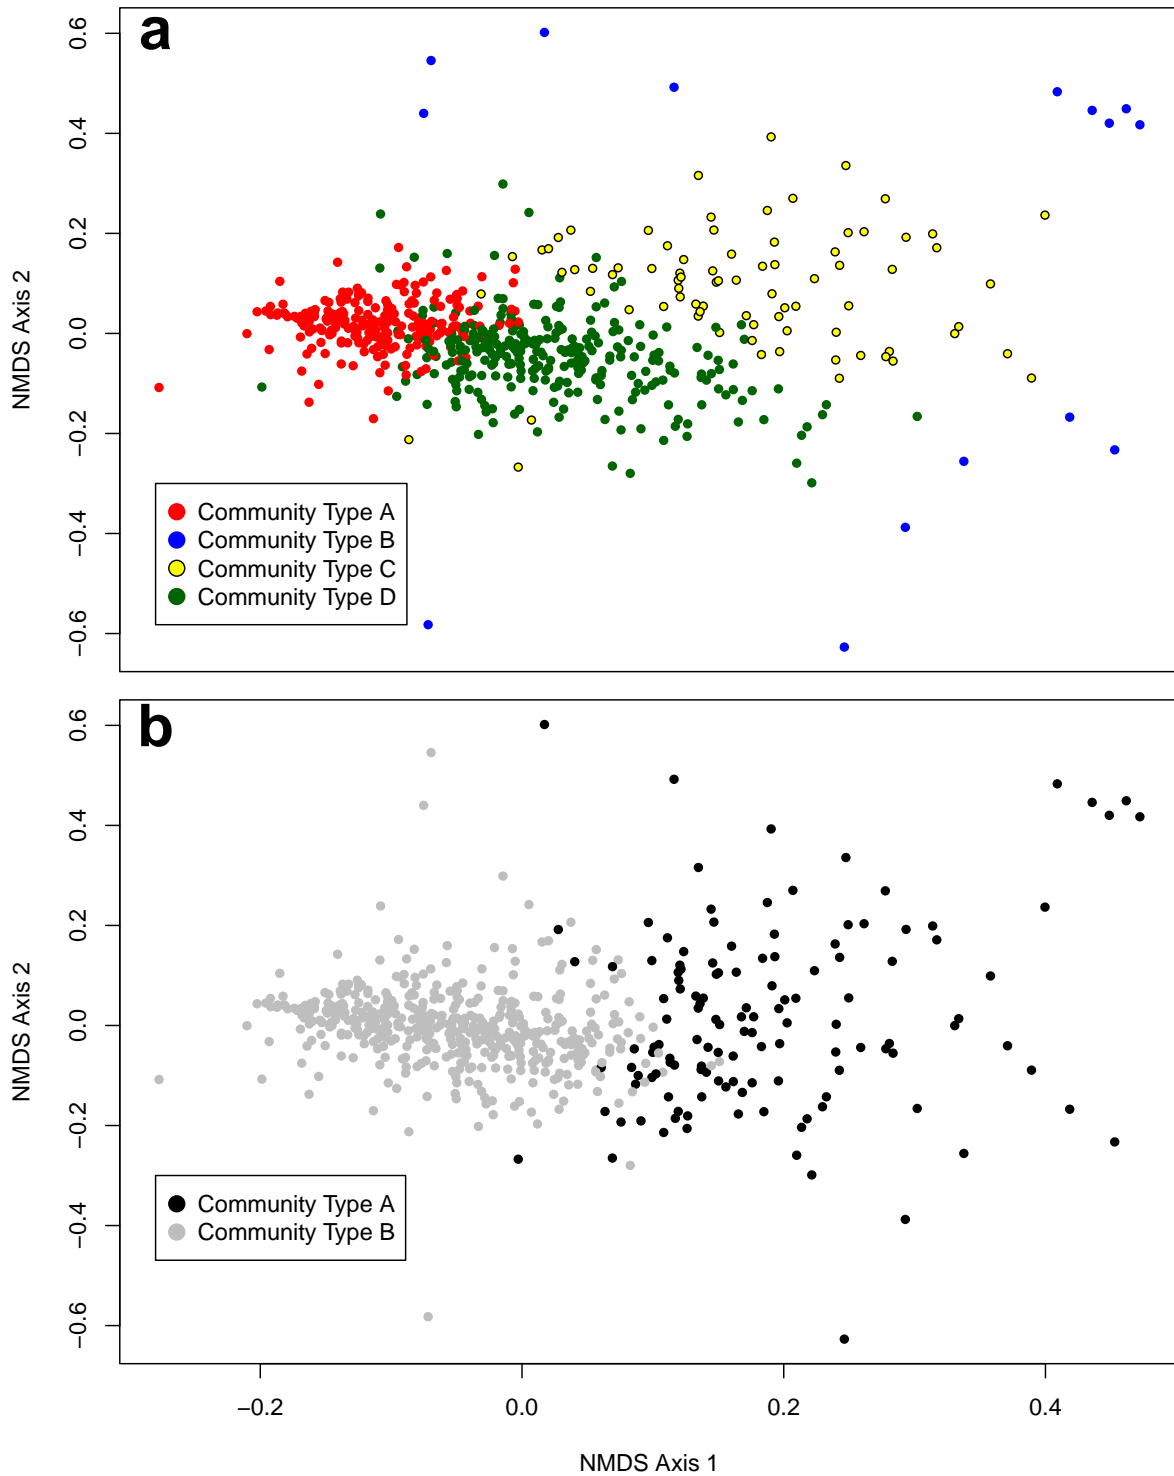 a
0.6
0.4
0.2
0.0
−0.2
−0.4
−0.6
NMDS Axis 2
Community Type A
Community Type B
Community Type C
Community Type D
b
0.6
0.4
0.2
0.0
−0.2
−0.4
−0.6
NMDS Axis 2
Community Type A
Community Type B
−0.2 0.0 0.2 0.4
NMDS Axis 1